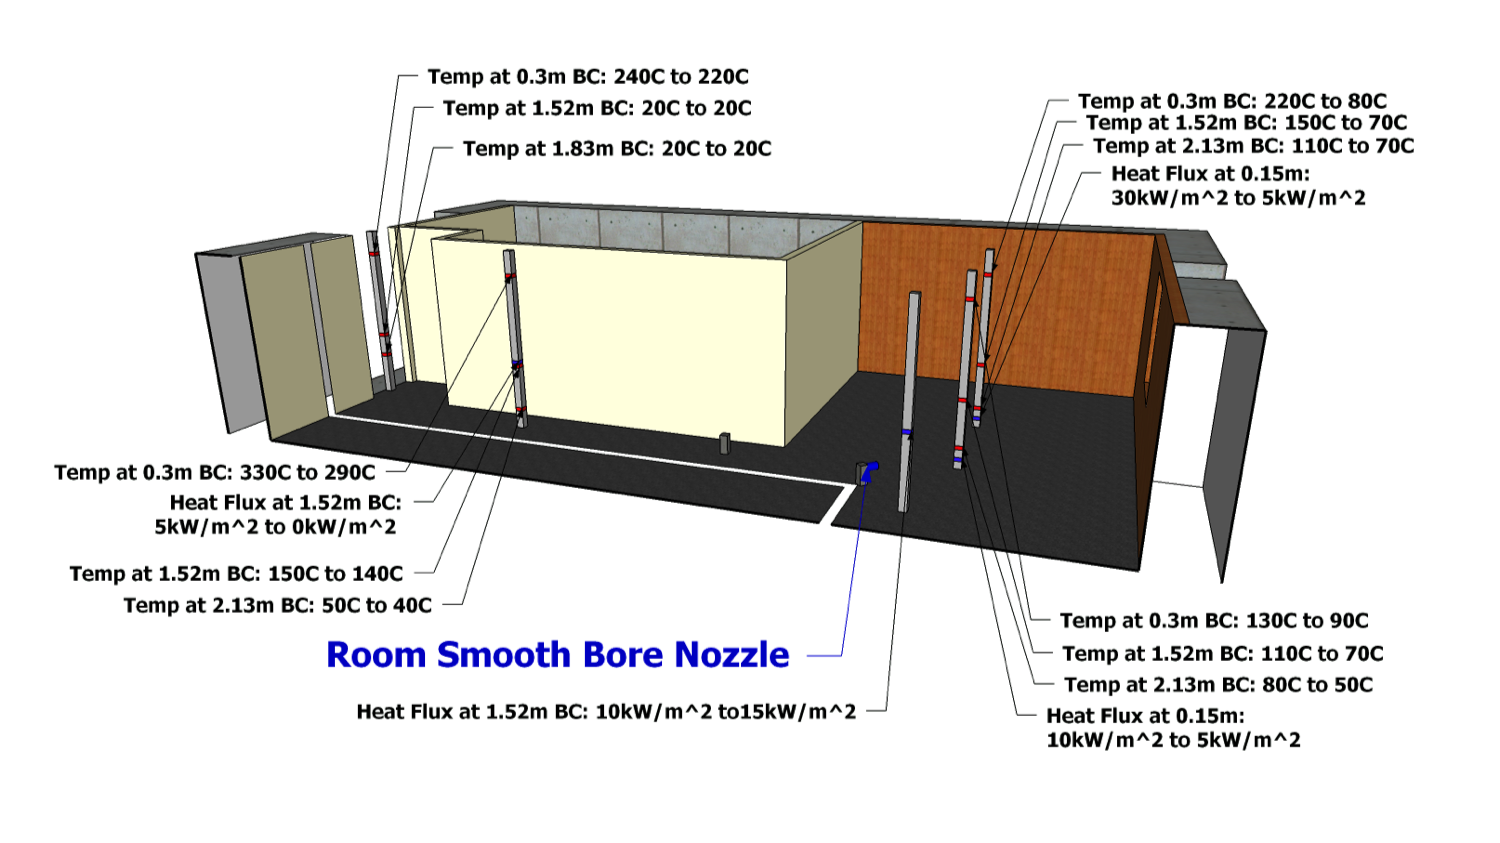 Temp at 0.3m BC: 240C to 220C
Temp at 1.52m BC: 20C to 20C
Temp at 1.83m BC: 20C to 20C
Temp at 0.3m BC: 220C to 80C
Temp at 1.52m BC: 150C to 70C
Temp at 2.13m BC: 110C to 70C
Heat Flux at 0.15m:
30kW/m^2 to 5kW/m^2
Temp at 0.3m BC: 330C to 290C
Heat Flux at 1.52m BC:
5kW/m^2 to 0kW/m^2
Temp at 1.52m BC: 150C to 140C
Temp at 2.13m BC: 50C to 40C
Room Smooth Bore Nozzle
Heat Flux at 1.52m BC: 10kW/m^2 to15kW/m^2
Temp at 0.3m BC: 130C to 90C
Temp at 1.52m BC: 110C to 70C
Temp at 2.13m BC: 80C to 50C
Heat Flux at 0.15m:
10kW/m^2 to 5kW/m^2